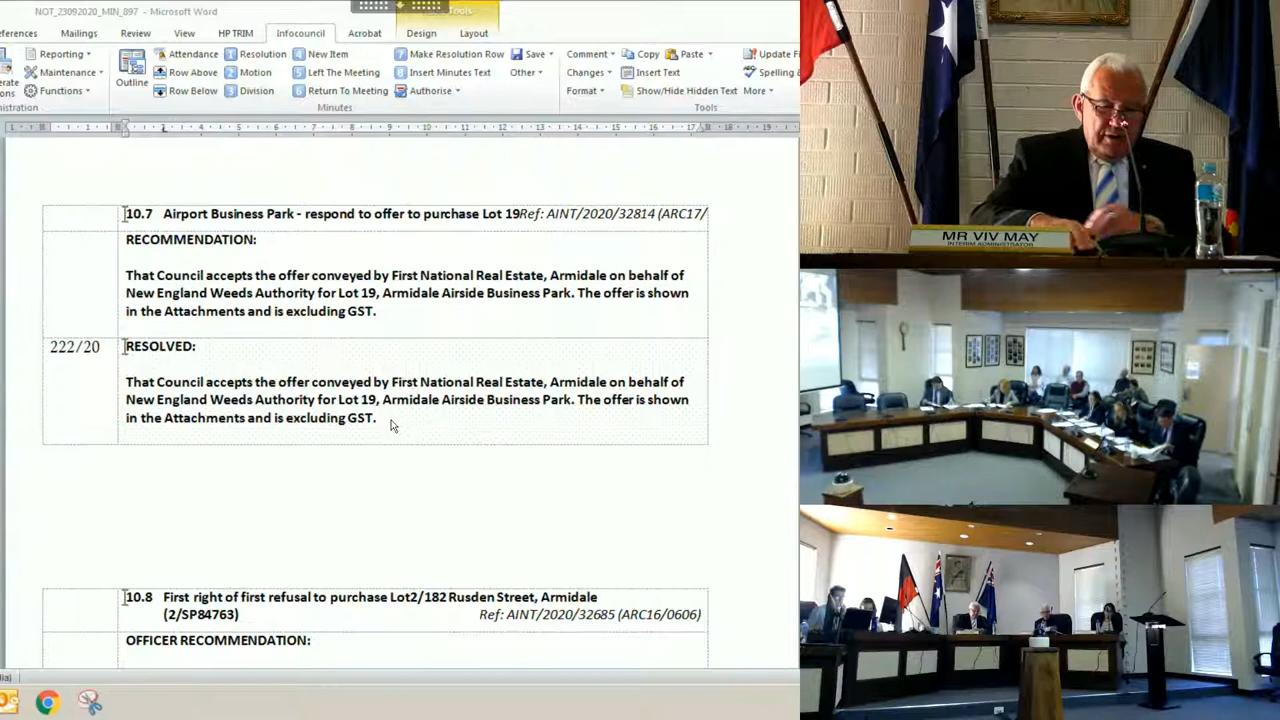 NOT_23092020_MIN_897 - Microsoft Word
Mailings Review View HP TRIM Infocouncil Acrobat Design Layout
Reporting Attendance Resolution New Item Make Resolution Row Save Comment Copy Paste
Maintenance Outline Row Above Motion Left The Meeting Insert Minutes Text Other Changes Insert Text Spelling
Functions Row Below Division Return To Meeting Authorise Format Show/Hide Hidden Text More
Minutes Tools
10.7 Airport Business Park - respond to offer to purchase Lot 19 Ref: AINT/2020/32814 (ARC17/
RECOMMENDATION:
That Council accepts the offer conveyed by First National Real Estate, Armidale on behalf of
New England Weeds Authority for Lot 19, Armidale Airside Business Park. The offer is shown
in the Attachments and is excluding GST.
222/20 RESOLVED:
That Council accepts the offer conveyed by First National Real Estate, Armidale on behalf of
New England Weeds Authority for Lot 19, Armidale Airside Business Park. The offer is shown
in the Attachments and is excluding GST.
10.8 First right of first refusal to purchase Lot2/182 Rusden Street, Armidale
(2/SP84763) Ref: AINT/2020/32685 (ARC16/0606)
OFFICER RECOMMENDATION:
MR VIV MAY
INTERIM ADMINISTRATOR